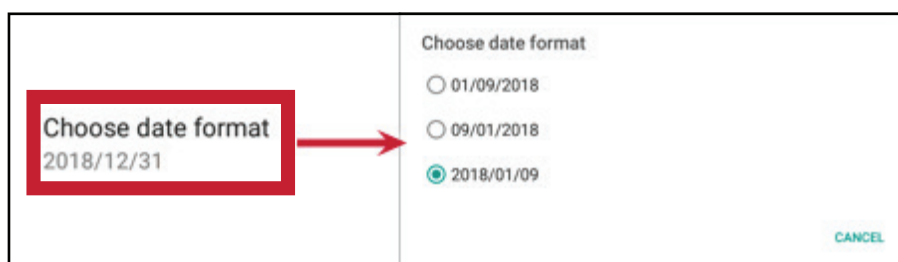 Choose date format
2018/12/31
Choose date format
01/09/2018
09/01/2018
2018/01/09
CANCEL